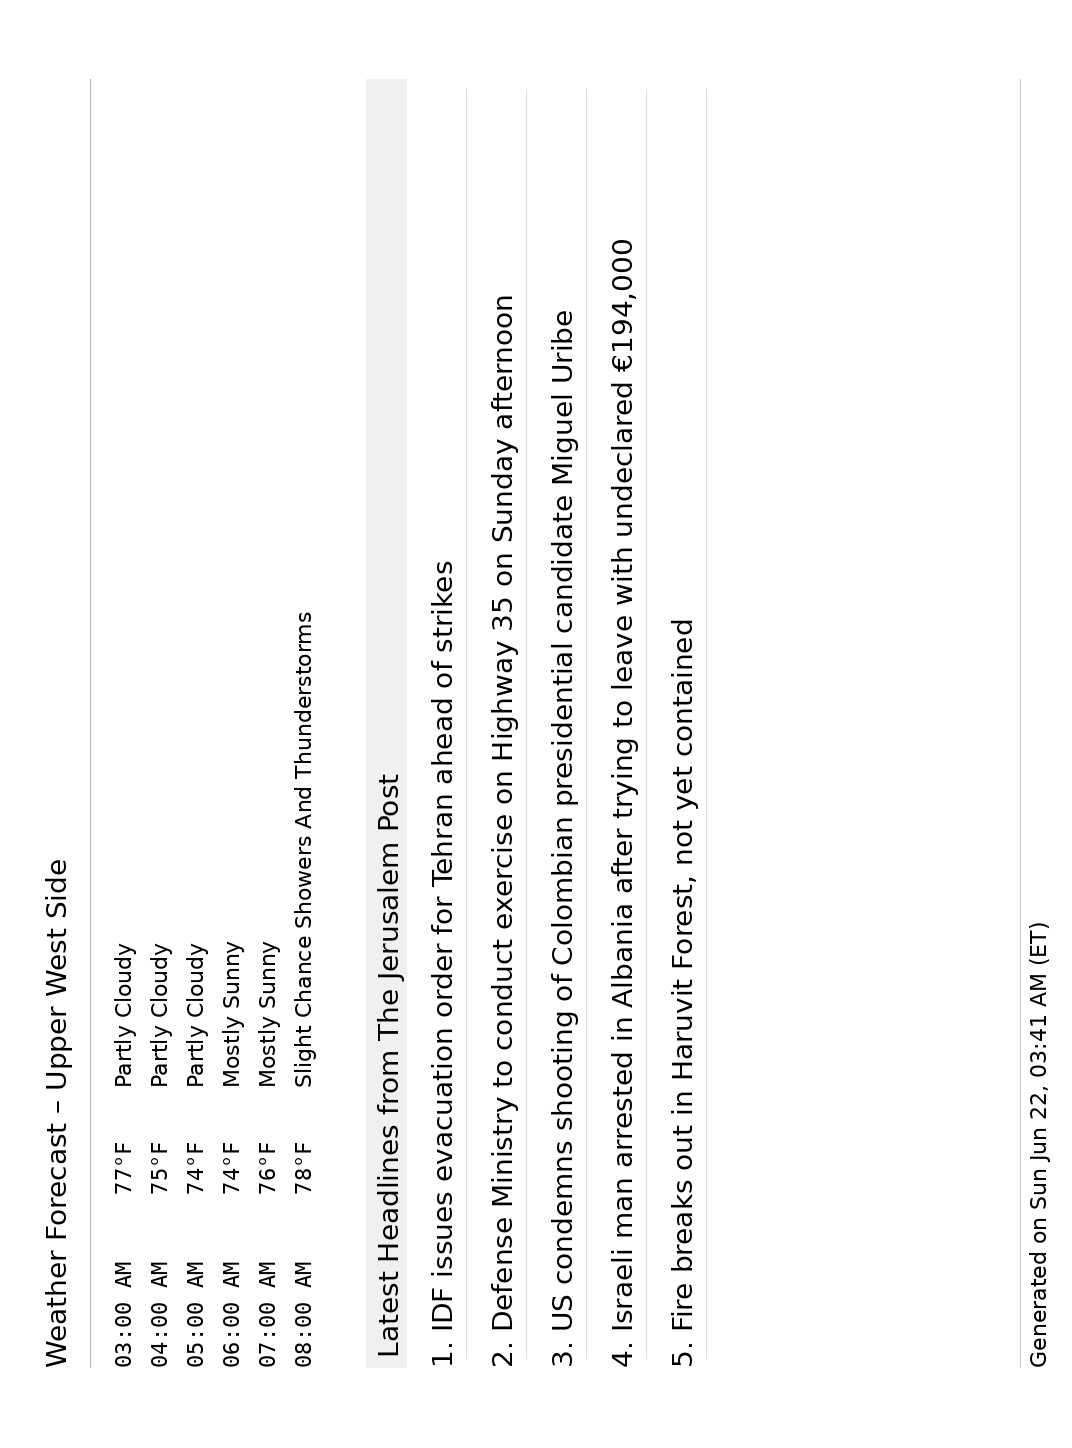 Weather Forecast – Upper West Side
03:00 AM 77°F Partly Cloudy
04:00 AM 75°F Partly Cloudy
05:00 AM 74°F Partly Cloudy
06:00 AM 74°F Mostly Sunny
07:00 AM 76°F Mostly Sunny
08:00 AM 78°F Slight Chance Showers And Thunderstorms
Latest Headlines from The Jerusalem Post
1. IDF issues evacuation order for Tehran ahead of strikes
2. Defense Ministry to conduct exercise on Highway 35 on Sunday afternoon
3. US condemns shooting of Colombian presidential candidate Miguel Uribe
4. Israeli man arrested in Albania after trying to leave with undeclared €194,000
5. Fire breaks out in Haruvit Forest, not yet contained
Generated on Sun Jun 22, 03:41 AM (ET)